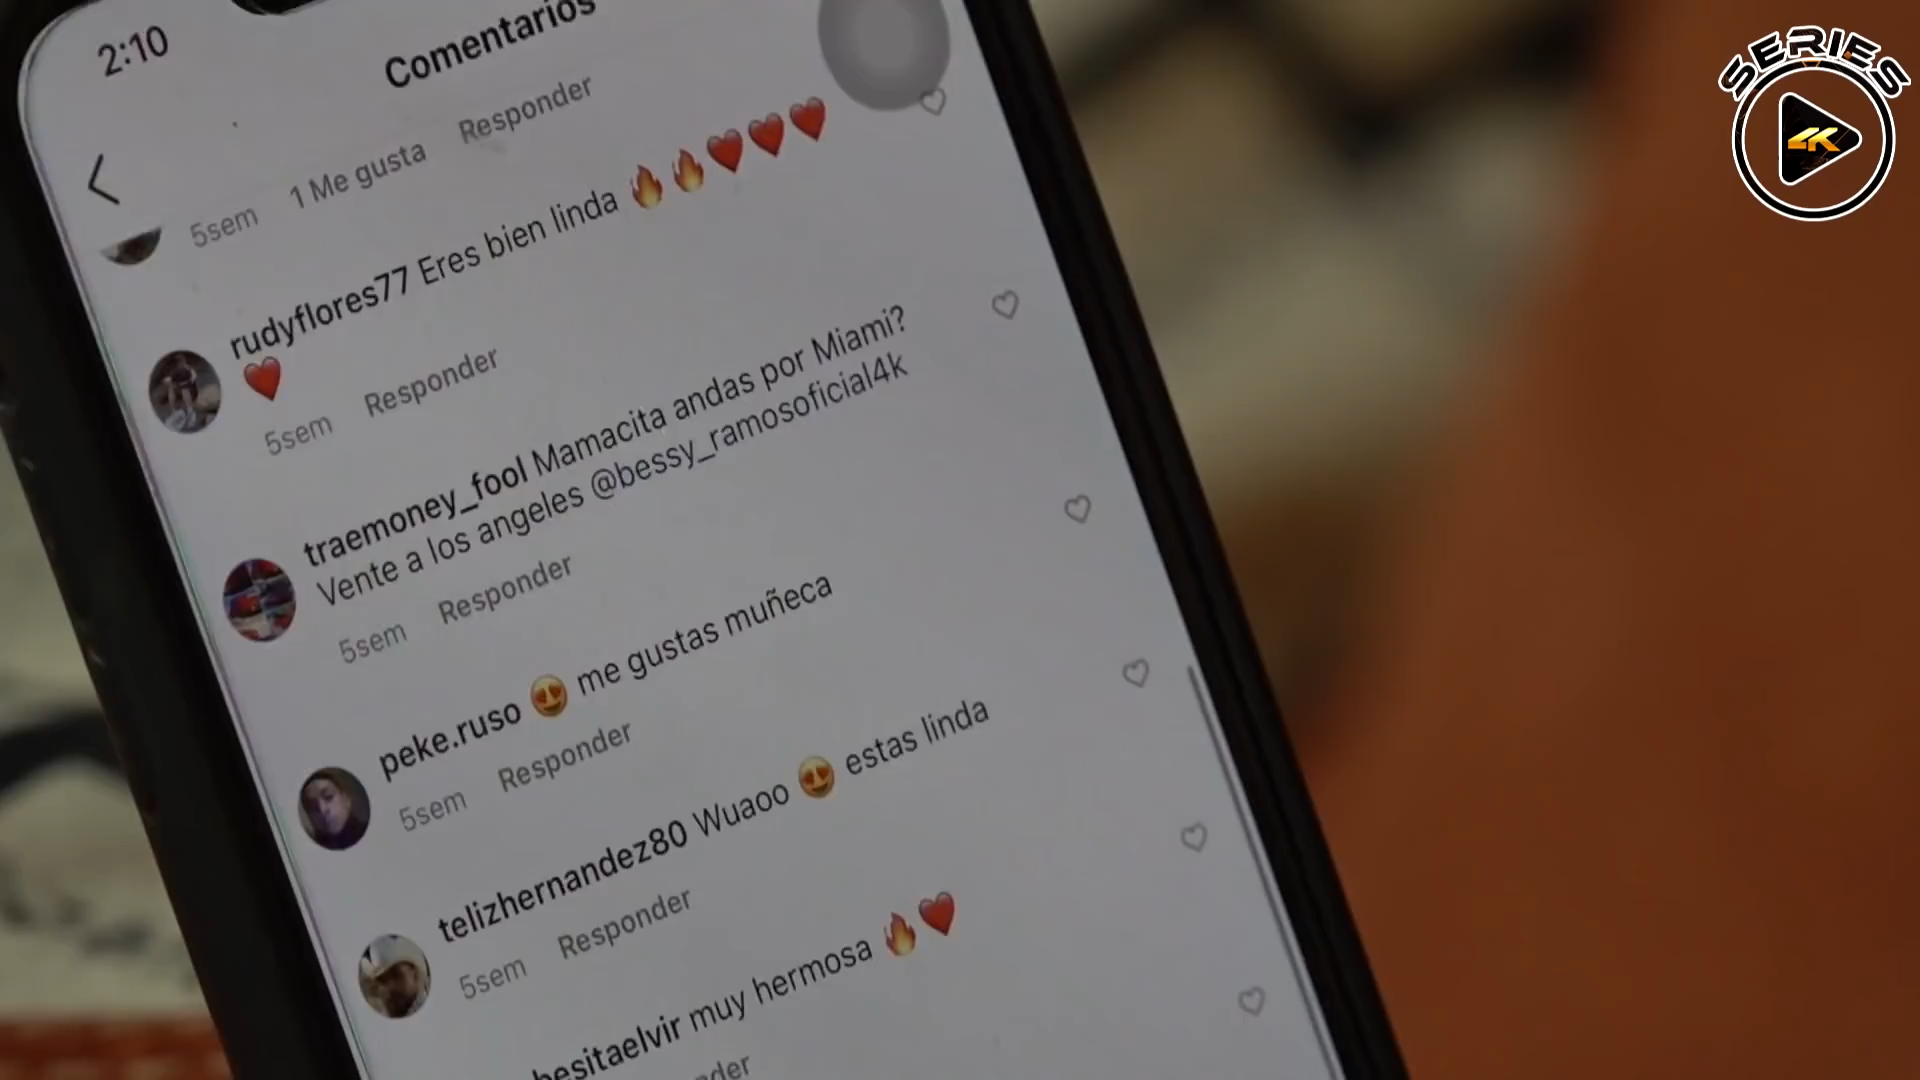 2:10
Comentarios
5sem 1 Me gusta Responder
rudyflores77 Eres bien linda 🔥🔥❤️❤️❤️
❤️
5sem Responder
traemoney_fool Mamacita andas por Miami?
Vente a los angeles @bessy_ramosoficial4k
5sem Responder
peke.ruso 😍 me gustas muñeca
5sem Responder
telizhernandez80 Wuaoo 😍 estas linda
5sem Responder
muy hermosa 🔥❤️
SERIES
4K